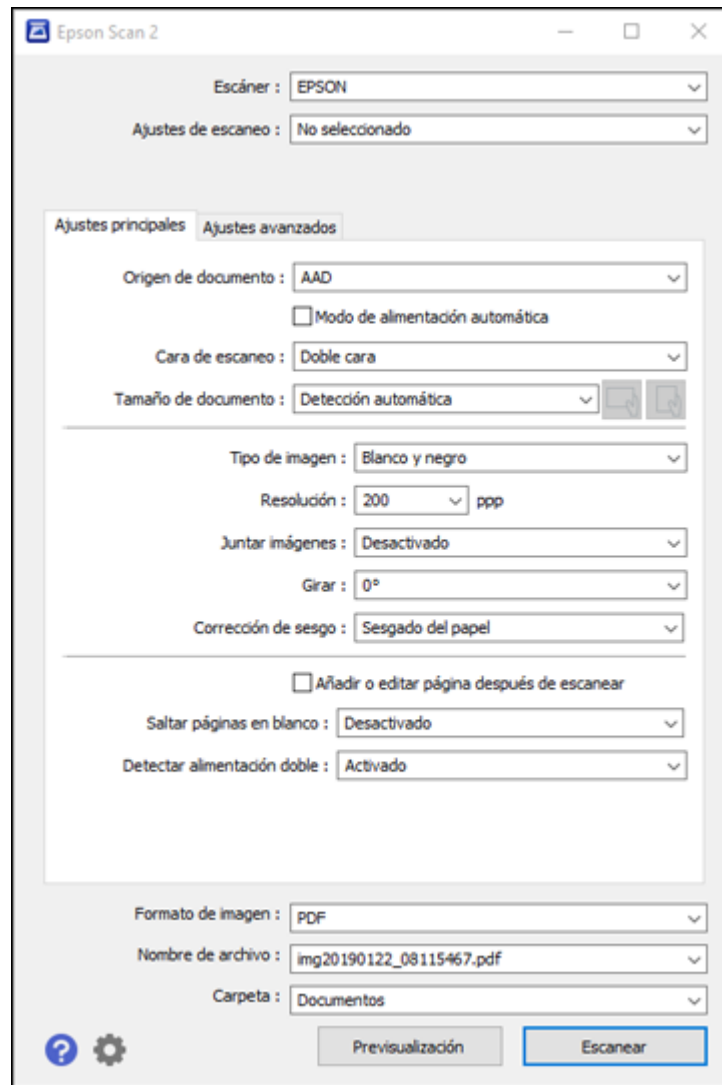 Epson Scan 2
Escáner : EPSON
Ajustes de escaneo : No seleccionado
Ajustes principales Ajustes avanzados
Origen de documento : AAD
Modo de alimentación automática
Cara de escaneo : Doble cara
Tamaño de documento : Detección automática
Tipo de imagen : Blanco y negro
Resolución : 200 ppp
Juntar imágenes : Desactivado
Girar : 0°
Corrección de sesgo : Sesgado del papel
Añadir o editar página después de escanear
Saltar páginas en blanco : Desactivado
Detectar alimentación doble : Activado
Formato de imagen : PDF
Nombre de archivo : img20190122_08115467.pdf
Carpeta : Documentos
? Previsualización Escanear